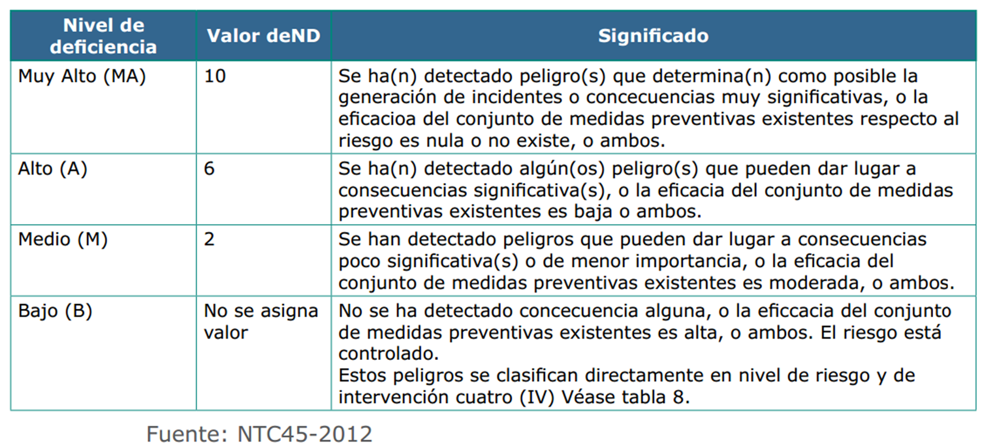 Nivel de
deficiencia
Valor deND
Significado
Muy Alto (MA)
10
Se ha(n) detectado peligro(s) que determina(n) como posible la
generación de incidentes o concecuencias muy significativas, o la
eficacioa del conjunto de medidas preventivas existentes respecto al
riesgo es nula o no existe, o ambos.
Alto (A)
6
Se ha(n) detectado algún(os) peligro(s) que pueden dar lugar a
consecuencias significativa(s), o la eficacia del conjunto de medidas
preventivas existentes es baja o ambos.
Medio (M)
2
Se han detectado peligros que pueden dar lugar a consecuencias
poco significativa(s) o de menor importancia, o la eficacia del
conjunto de medidas preventivas existentes es moderada, o ambos.
Bajo (B)
No se asigna
valor
No se ha detectado concecuencia alguna, o la eficcacia del conjunto
de medidas preventivas existentes es alta, o ambos. El riesgo está
controlado.
Estos peligros se clasifican directamente en nivel de riesgo y de
intervención cuatro (IV) Véase tabla 8.
Fuente: NTC45-2012